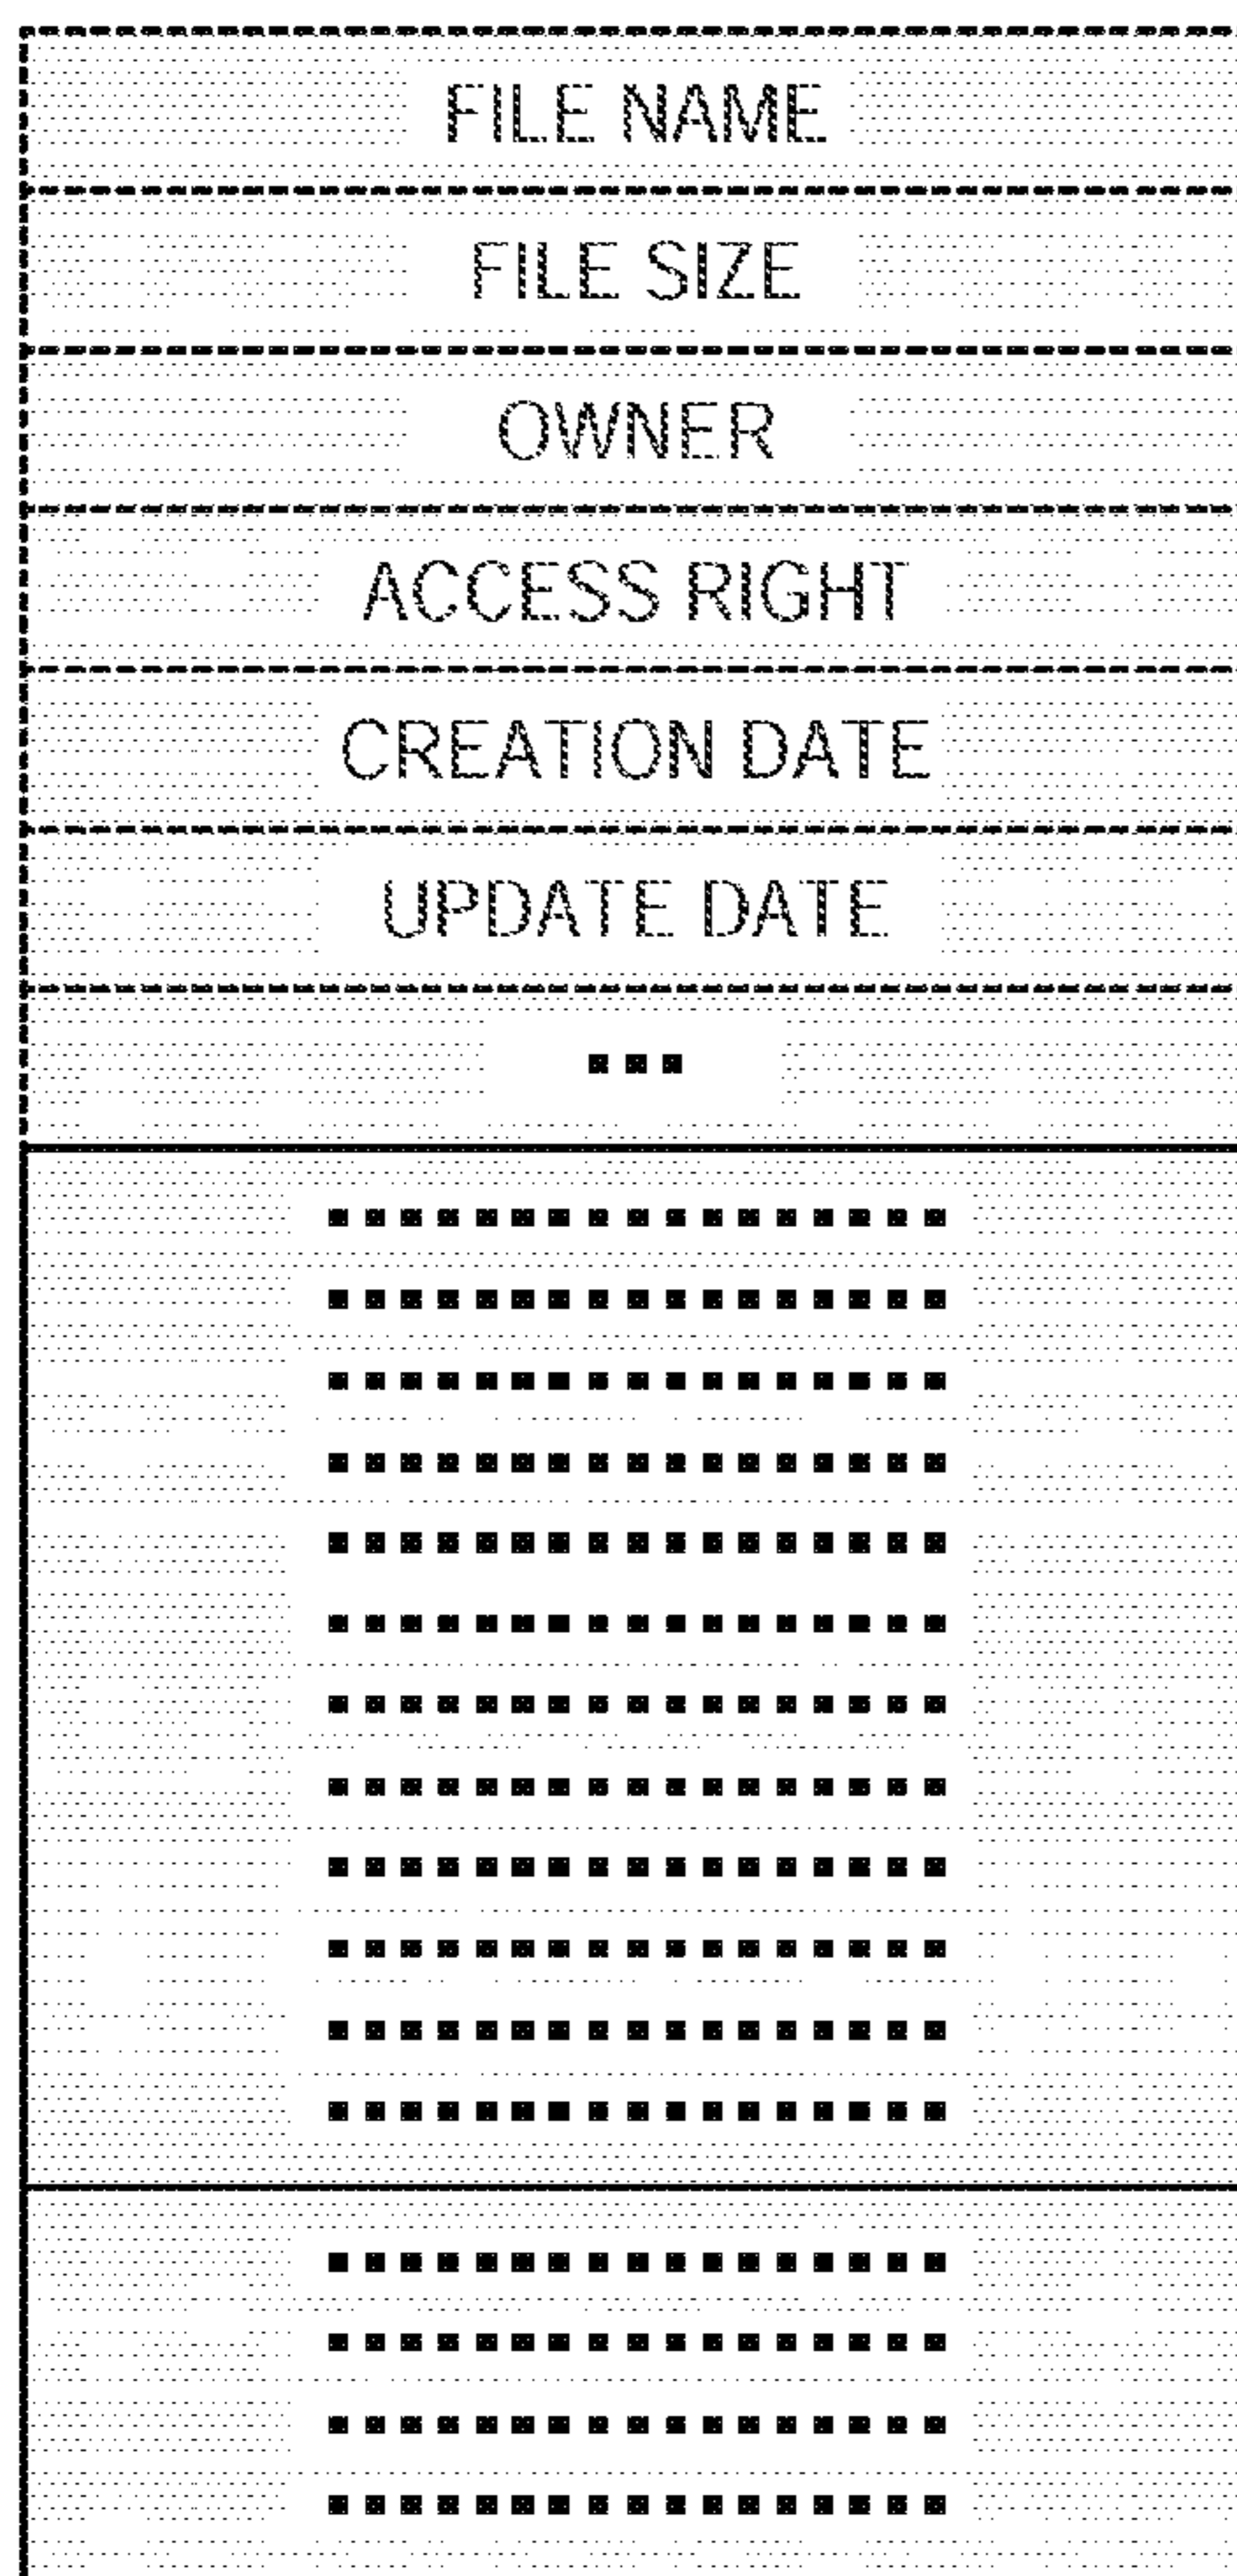 FILE NAME
FILE SIZE
OWNER
ACCESS RIGHT
CREATION DATE
UPDATE DATE
...